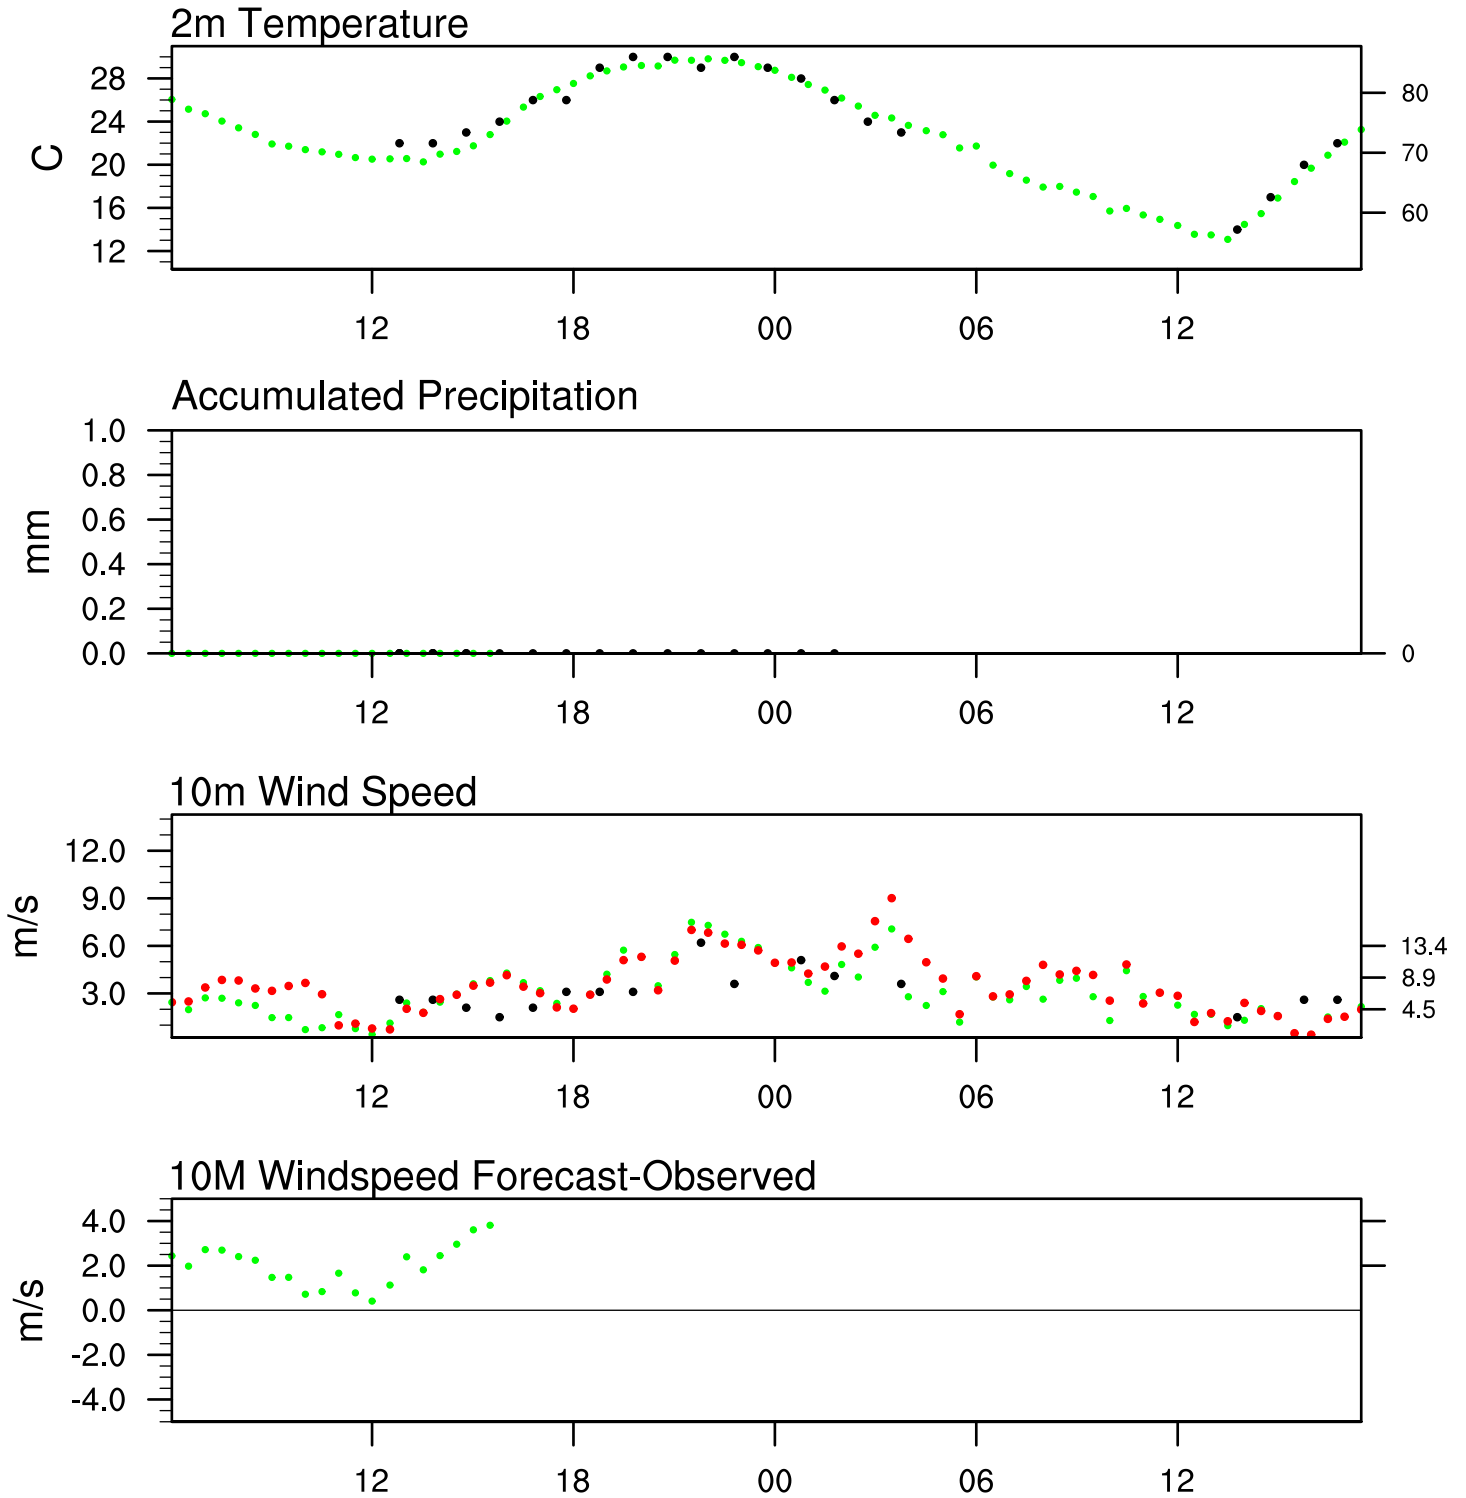 2m Temperature
28
24
20
16
12
C
80
70
60
12 18 00 06 12
Accumulated Precipitation
1.0
0.8
0.6
0.4
0.2
0.0
mm
0
12 18 00 06 12
10m Wind Speed
12.0
9.0
6.0
3.0
m/s
13.4
8.9
4.5
12 18 00 06 12
10M Windspeed Forecast-Observed
4.0
2.0
0.0
-2.0
-4.0
m/s
12 18 00 06 12